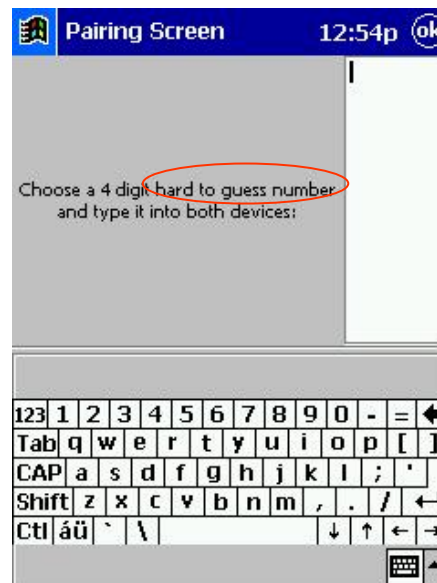 Pairing Screen 12:54p ok
Choose a 4 digit hard to guess number
and type it into both devices:
123 1 2 3 4 5 6 7 8 9 0 - =
Tab q w e r t y u i o p [ ]
CAP a s d f g h j k l ; '
Shift z x c v b n m , . /
Ctl áü ` \ ↓ ↑ ← →